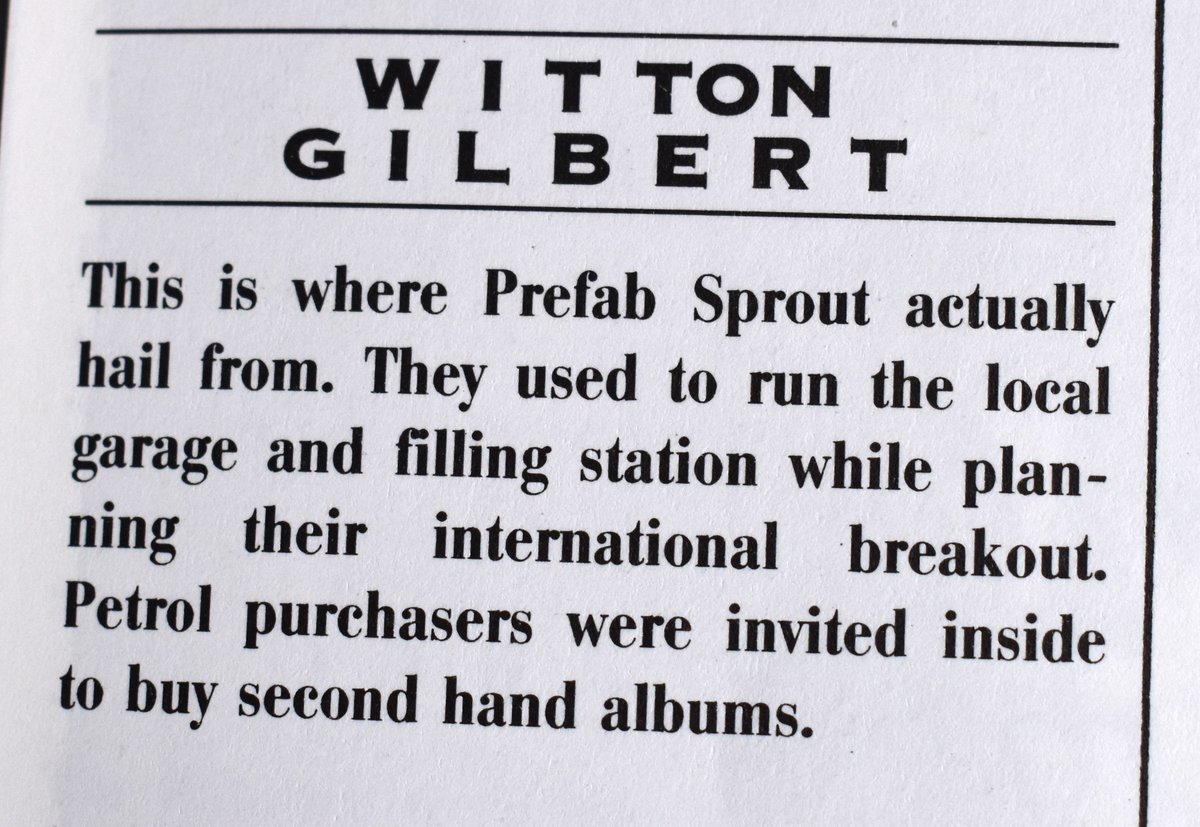 WITTON
GILBERT
This is where Prefab Sprout actually
hail from. They used to run the local
garage and filling station while plan-
ning their international breakout.
Petrol purchasers were invited inside
to buy second hand albums.